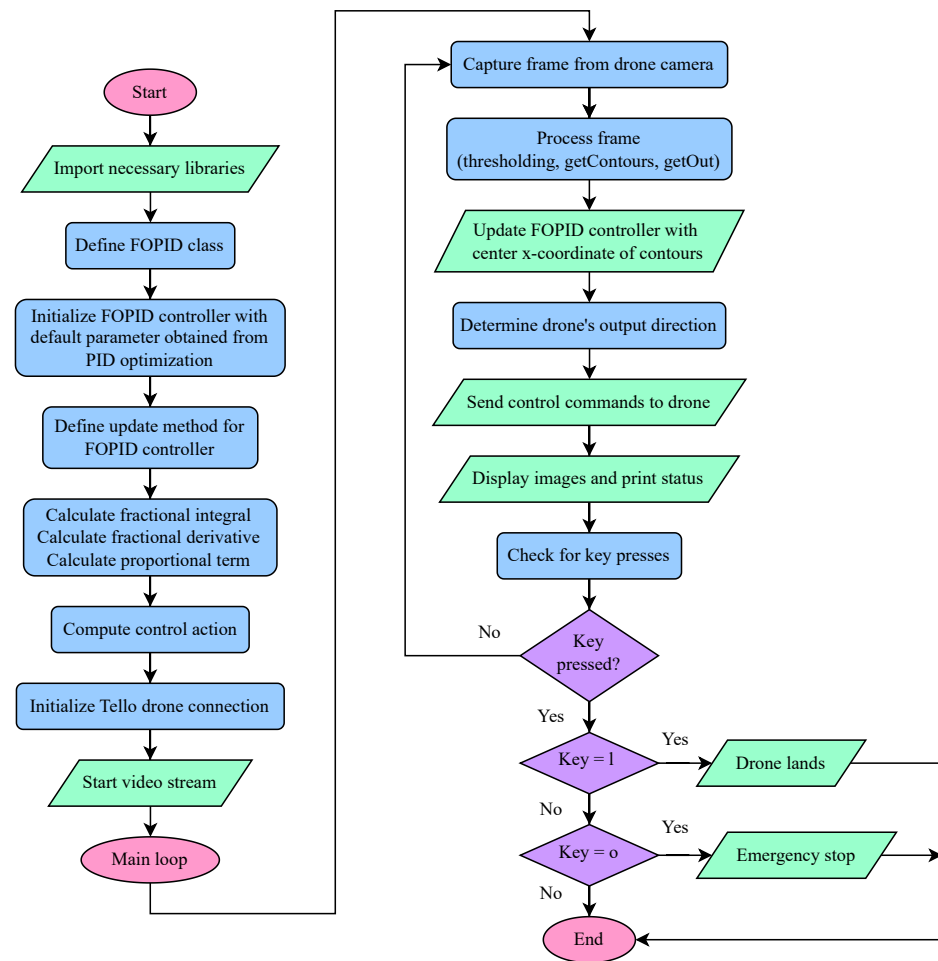 Start
Import necessary libraries
Define FOPID class
Initialize FOPID controller with
default parameter obtained from
PID optimization
Define update method for
FOPID controller
Calculate fractional integral
Calculate fractional derivative
Calculate proportional term
Compute control action
Initialize Tello drone connection
Start video stream
Main loop
Capture frame from drone camera
Process frame
(thresholding, getContours, getOut)
Update FOPID controller with
center x-coordinate of contours
Determine drone's output direction
Send control commands to drone
Display images and print status
Check for key presses
No
Key
pressed?
Yes
Key = l
Yes
Drone lands
No
Key = o
Yes
Emergency stop
No
End